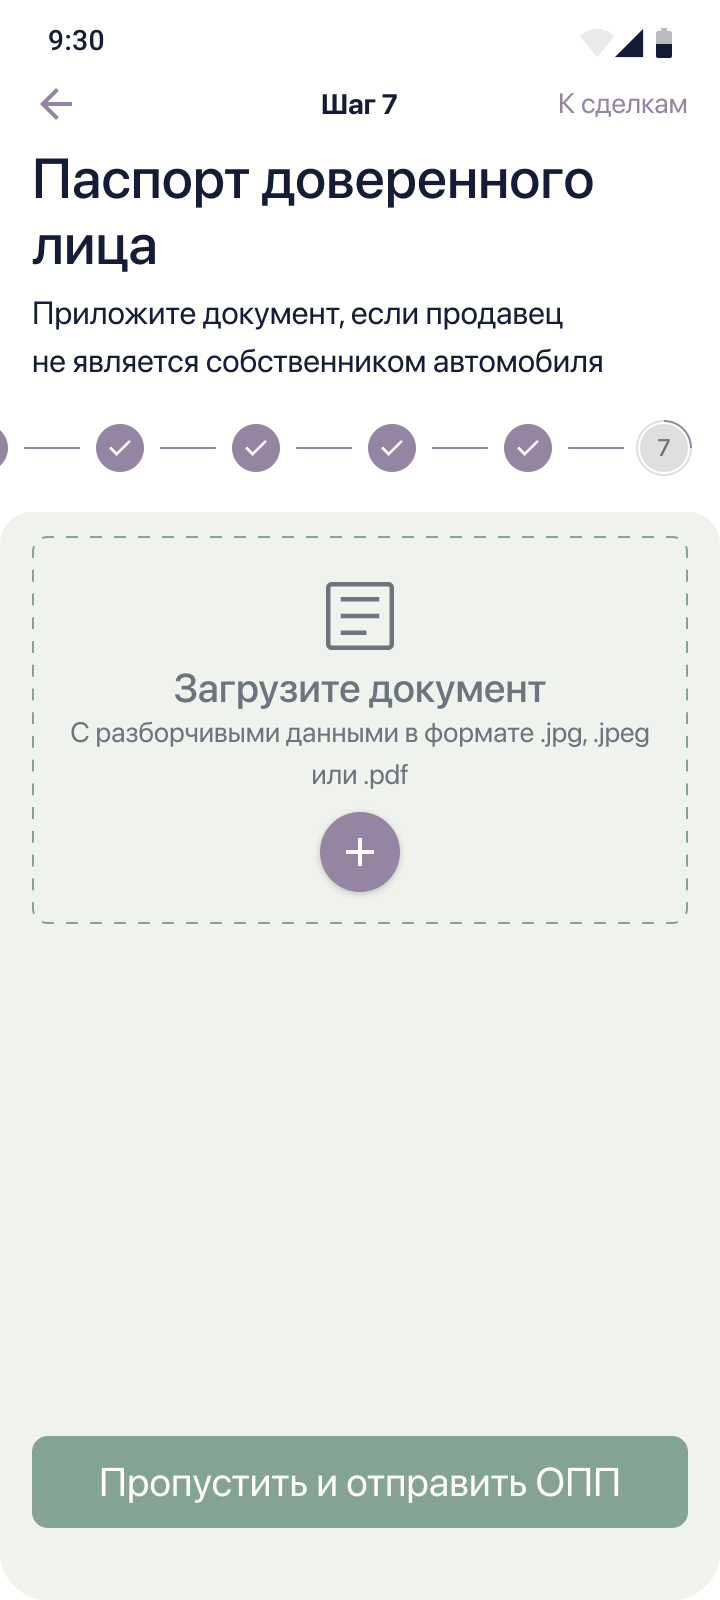 9:30
Шаг 7
К сделкам
Паспорт доверенного
лица
Приложите документ, если продавец
не является собственником автомобиля
7
Загрузите документ
С разборчивыми данными в формате .jpg, .jpeg
или .pdf
Пропустить и отправить ОПП